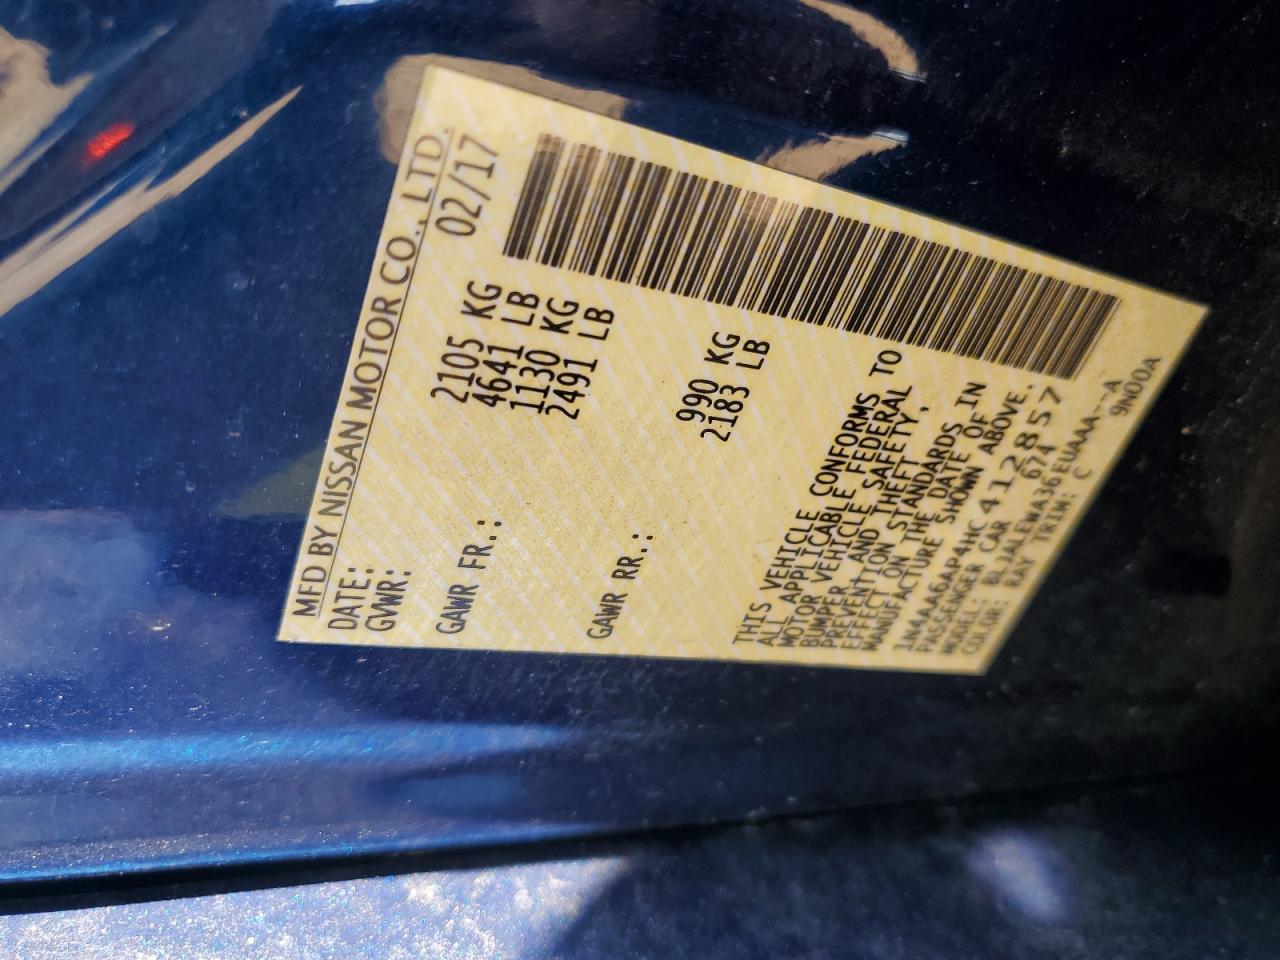 MFD BY NISSAN MOTOR CO., LTD.
DATE: 02/17
GVWR: 2105 KG
4641 LB
GAWR FR.: 1130 KG
2491 LB
GAWR RR.: 990 KG
2183 LB
THIS VEHICLE CONFORMS TO
ALL APPLICABLE FEDERAL
MOTOR VEHICLE SAFETY,
BUMPER AND THEFT
PREVENTION STANDARDS IN
EFFECT ON THE DATE OF
MANUFACTURE SHOWN ABOVE.
1N4AA6AP4HC 412857
PASSENGER CAR 674
MODEL: BLJALEWA36EUAAA--A
COLOR: RAY TRIM: C 9N00A